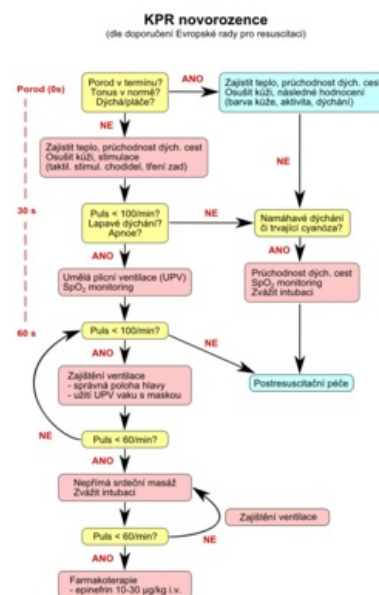 KPR novorozence
(dle doporučení Evropské rady pro resuscitaci)
Porod (0s)
Porod v termínu?
Tonus v normě?
Dýchá/pláče?
ANO
Zajistit teplo, průchodnost dých. cest
Osušit kůži, následné hodnocení
(barva kůže, aktivita, dýchání)
NE
Zajistit teplo, průchodnost dých. cest
Osušit kůži, stimulace
(taktil. stimul. chodidel, tření zad)
NE
30 s
Puls < 100/min?
Lapavé dýchání?
Apnoe?
NE
Namáhavé dýchání
či trvající cyanóza?
ANO
ANO
Umělá plicní ventilace (UPV)
SpO₂ monitoring
Průchodnost dých. cest
SpO₂ monitoring
Zvážit intubaci
60 s
Puls < 100/min?
NE
ANO
Zajištění ventilace
- správná poloha hlavy
- užití UPV vaku s maskou
Postresuscitační péče
NE
Puls < 60/min?
ANO
Nepřímá srdeční masáž
Zvážit intubaci
Zajištění ventilace
Puls < 60/min?
NE
ANO
Farmakoterapie
- epinefrin 10-30 µg/kg i.v.